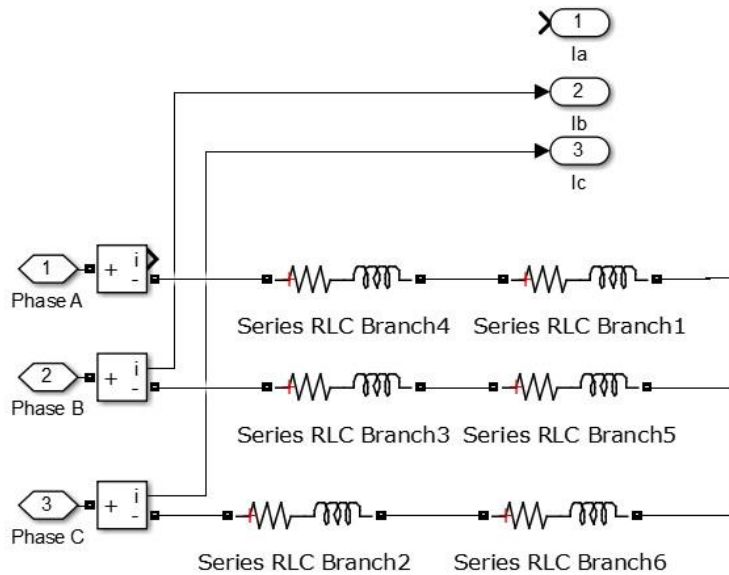 1
Ia
2
Ib
3
Ic
1
+ i -
Phase A
Series RLC Branch4
Series RLC Branch1
2
+ i -
Phase B
Series RLC Branch3
Series RLC Branch5
3
+ i -
Phase C
Series RLC Branch2
Series RLC Branch6